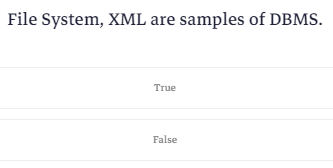 File System, XML are samples of DBMS.
True
False